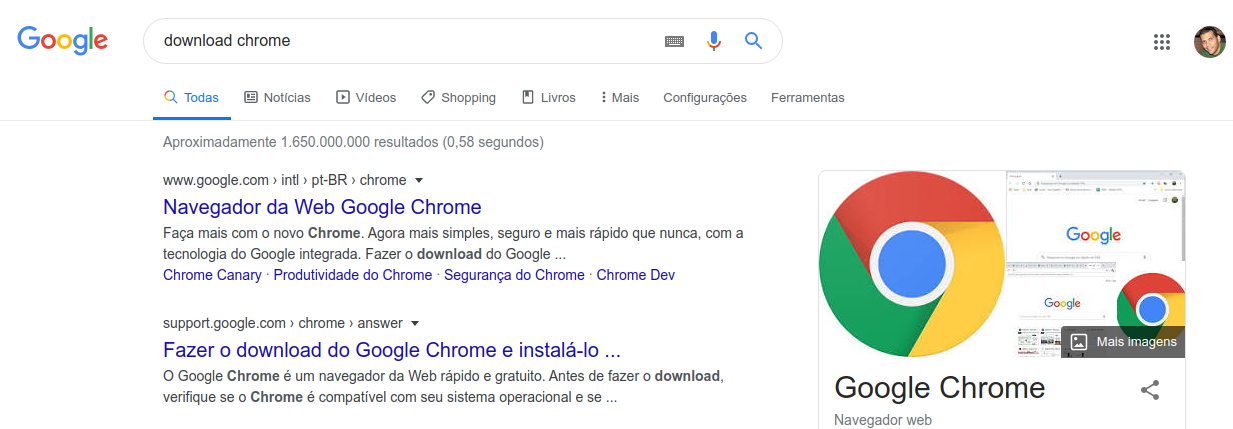 Google
download chrome
Todas
Notícias
Vídeos
Shopping
Livros
Mais
Configurações
Ferramentas
Aproximadamente 1.650.000.000 resultados (0,58 segundos)
www.google.com › intl › pt-BR › chrome
Navegador da Web Google Chrome
Faça mais com o novo Chrome. Agora mais simples, seguro e mais rápido que nunca, com a
tecnologia do Google integrada. Fazer o download do Google ...
Chrome Canary · Produtividade do Chrome · Segurança do Chrome · Chrome Dev
support.google.com › chrome › answer
Fazer o download do Google Chrome e instalá-lo ...
O Google Chrome é um navegador da Web rápido e gratuito. Antes de fazer o download,
verifique se o Chrome é compatível com seu sistema operacional e se ...
Google
Google
Mais imagens
Google Chrome
Navegador web